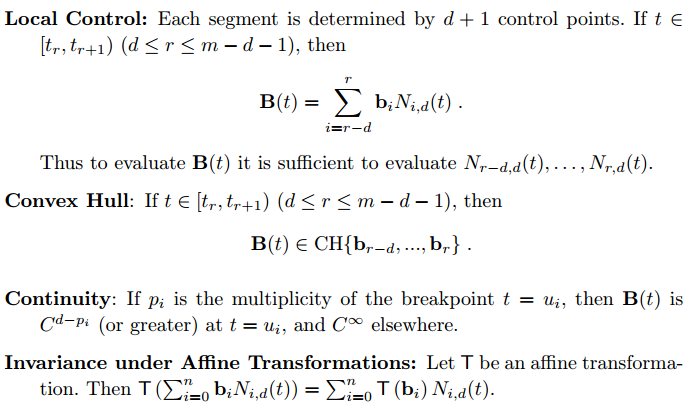 Local Control: Each segment is determined by d + 1 control points. If t ∈
[t_r, t_{r+1}) (d ≤ r ≤ m − d − 1), then
B(t) = ∑_{i=r−d}^{r} b_i N_{i,d}(t) .
Thus to evaluate B(t) it is sufficient to evaluate N_{r−d,d}(t), . . . , N_{r,d}(t).
Convex Hull: If t ∈ [t_r, t_{r+1}) (d ≤ r ≤ m − d − 1), then
B(t) ∈ CH{b_{r−d}, ..., b_r} .
Continuity: If p_i is the multiplicity of the breakpoint t = u_i, then B(t) is
C^{d−p_i} (or greater) at t = u_i, and C^∞ elsewhere.
Invariance under Affine Transformations: Let T be an affine transforma-
tion. Then T (∑_{i=0}^{n} b_i N_{i,d}(t)) = ∑_{i=0}^{n} T (b_i) N_{i,d}(t).